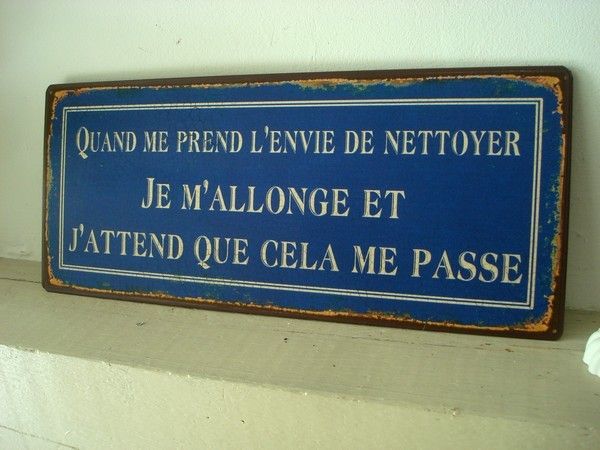 QUAND ME PREND L'ENVIE DE NETTOYER
JE M'ALLONGE ET
J'ATTEND QUE CELA ME PASSE